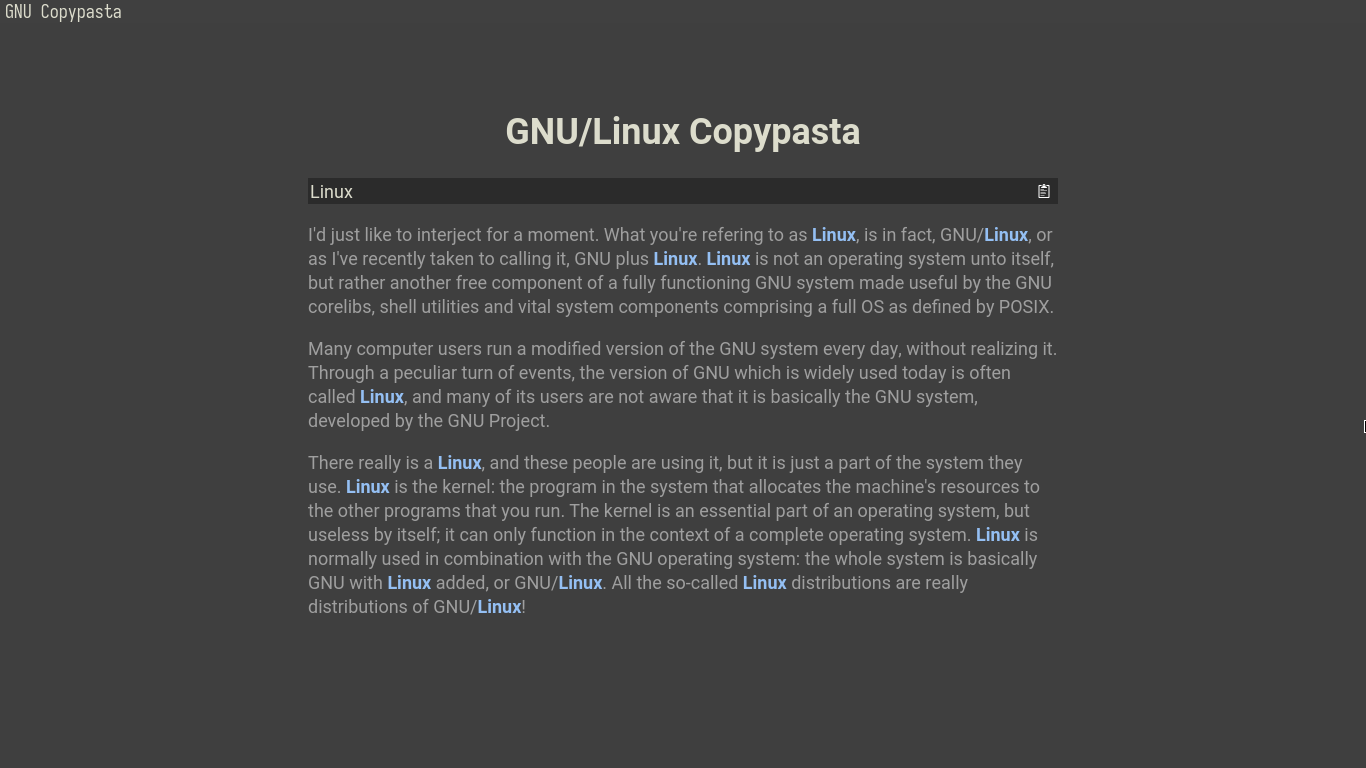 GNU Copypasta
GNU/Linux Copypasta
Linux
I'd just like to interject for a moment. What you're refering to as Linux, is in fact, GNU/Linux, or
as I've recently taken to calling it, GNU plus Linux. Linux is not an operating system unto itself,
but rather another free component of a fully functioning GNU system made useful by the GNU
corelibs, shell utilities and vital system components comprising a full OS as defined by POSIX.
Many computer users run a modified version of the GNU system every day, without realizing it.
Through a peculiar turn of events, the version of GNU which is widely used today is often
called Linux, and many of its users are not aware that it is basically the GNU system,
developed by the GNU Project.
There really is a Linux, and these people are using it, but it is just a part of the system they
use. Linux is the kernel: the program in the system that allocates the machine's resources to
the other programs that you run. The kernel is an essential part of an operating system, but
useless by itself; it can only function in the context of a complete operating system. Linux is
normally used in combination with the GNU operating system: the whole system is basically
GNU with Linux added, or GNU/Linux. All the so-called Linux distributions are really
distributions of GNU/Linux!